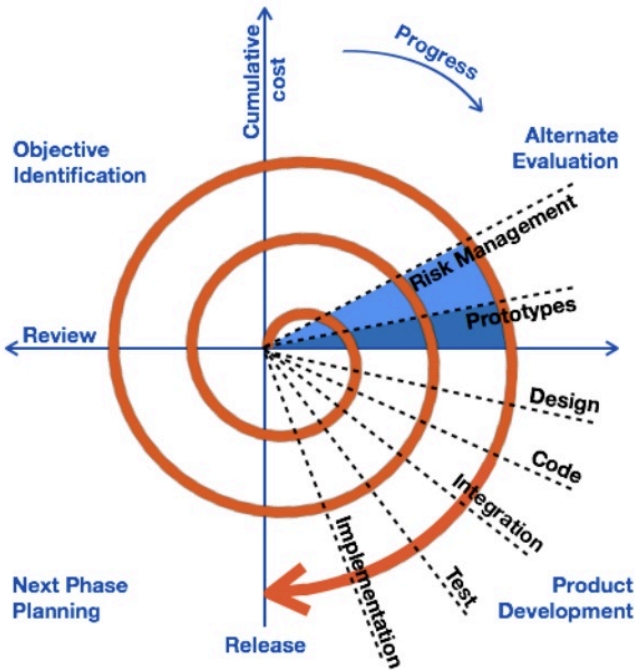 Cumulative
cost
Progress
Objective
Identification
Alternate
Evaluation
Risk Management
Prototypes
Review
Design
Code
Integration
Test
Implementation
Next Phase
Planning
Product
Development
Release